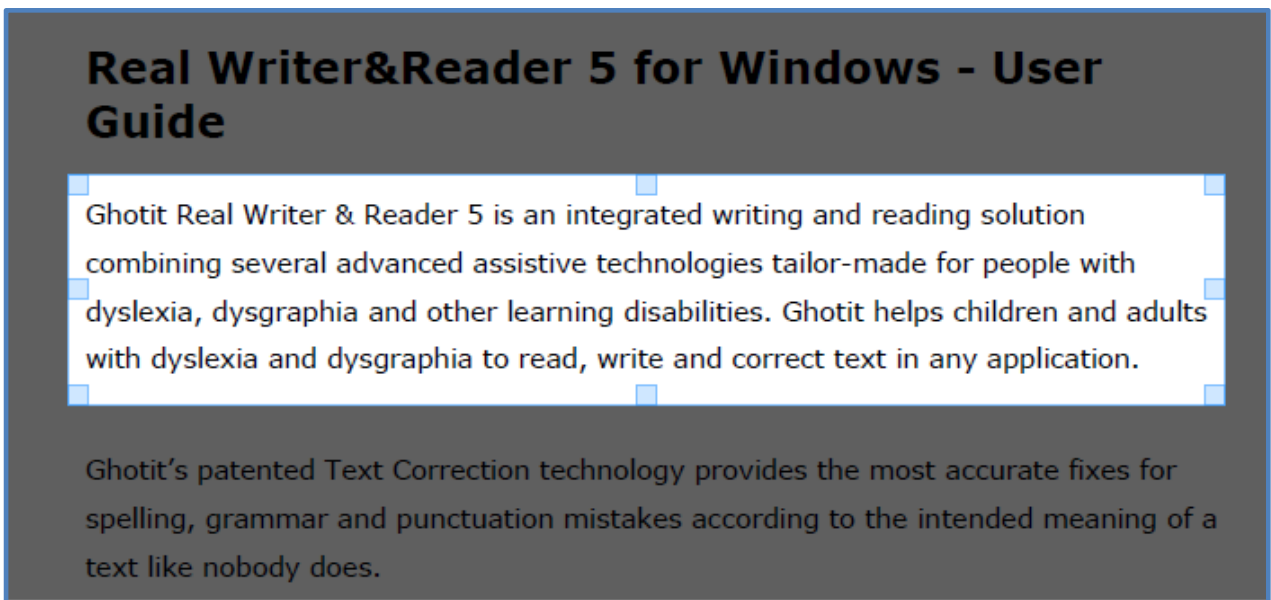 Real Writer&Reader 5 for Windows - User
Guide
Ghotit Real Writer & Reader 5 is an integrated writing and reading solution
combining several advanced assistive technologies tailor-made for people with
dyslexia, dysgraphia and other learning disabilities. Ghotit helps children and adults
with dyslexia and dysgraphia to read, write and correct text in any application.
Ghotit’s patented Text Correction technology provides the most accurate fixes for
spelling, grammar and punctuation mistakes according to the intended meaning of a
text like nobody does.